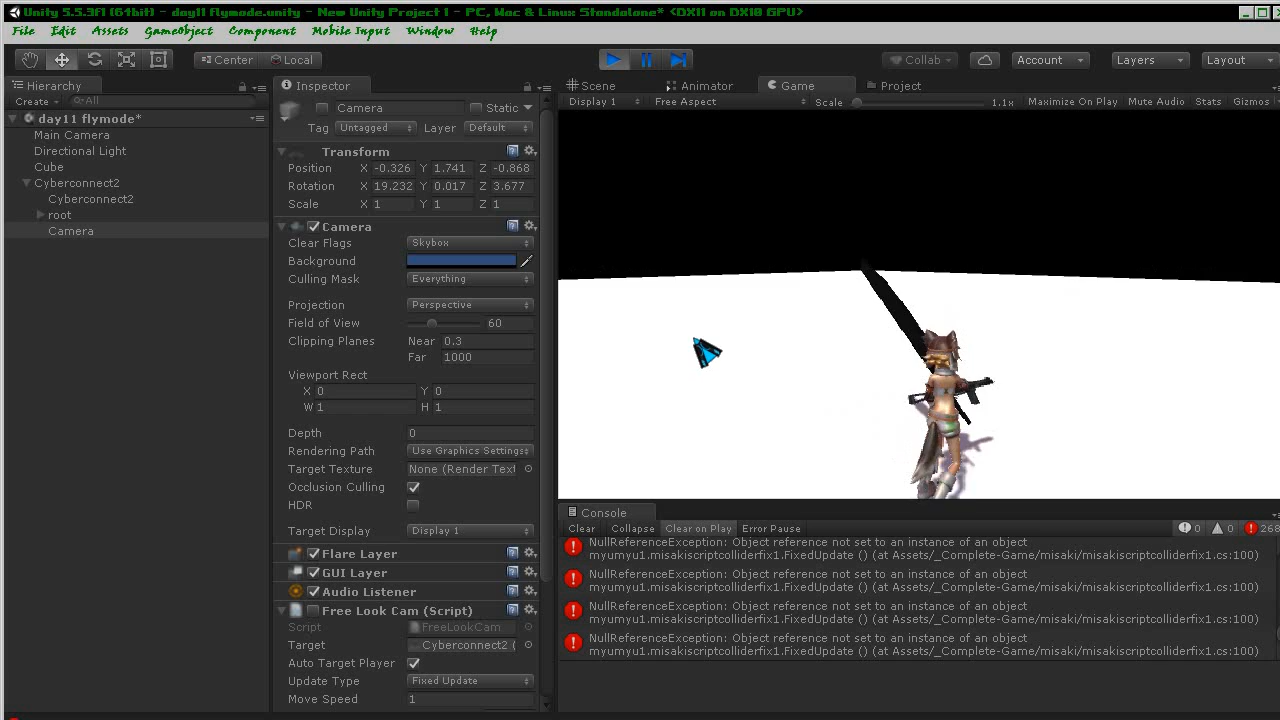 Unity 5.5.3f1 (64bit) - day11 flymode.unity - New Unity Project 1 - PC, Mac & Linux Standalone* <DX11 on DX10 GPU>
File Edit Assets GameObject Component Mobile Input Window Help
Center Local Collab Account Layers Layout
Hierarchy
Create All
day11 flymode*
Main Camera
Directional Light
Cube
Cyberconnect2
Cyberconnect2
root
Camera
Inspector
Camera Static
Tag Untagged Layer Default
Transform
Position X -0.326 Y 1.741 Z -0.868
Rotation X 19.232 Y 0.017 Z 3.677
Scale X 1 Y 1 Z 1
Camera
Clear Flags Skybox
Background
Culling Mask Everything
Projection Perspective
Field of View 60
Clipping Planes Near 0.3
Far 1000
Viewport Rect
X 0 Y 0
W 1 H 1
Depth 0
Rendering Path Use Graphics Settings
Target Texture None (Render Text
Occlusion Culling
HDR
Target Display Display 1
Flare Layer
GUI Layer
Audio Listener
Free Look Cam (Script)
Script FreeLookCam
Target Cyberconnect2 (
Auto Target Player
Update Type Fixed Update
Move Speed 1
Scene Animator Game Project
Display 1 Free Aspect Scale 1.1x Maximize On Play Mute Audio Stats Gizmos
Console
Clear Collapse Clear on Play Error Pause 0 0 268
NullReferenceException: Object reference not set to an instance of an object
myumyu1.misakiscriptcolliderfix1.FixedUpdate () (at Assets/_Complete-Game/misaki/misakiscriptcolliderfix1.cs:100)
NullReferenceException: Object reference not set to an instance of an object
myumyu1.misakiscriptcolliderfix1.FixedUpdate () (at Assets/_Complete-Game/misaki/misakiscriptcolliderfix1.cs:100)
NullReferenceException: Object reference not set to an instance of an object
myumyu1.misakiscriptcolliderfix1.FixedUpdate () (at Assets/_Complete-Game/misaki/misakiscriptcolliderfix1.cs:100)
NullReferenceException: Object reference not set to an instance of an object
myumyu1.misakiscriptcolliderfix1.FixedUpdate () (at Assets/_Complete-Game/misaki/misakiscriptcolliderfix1.cs:100)